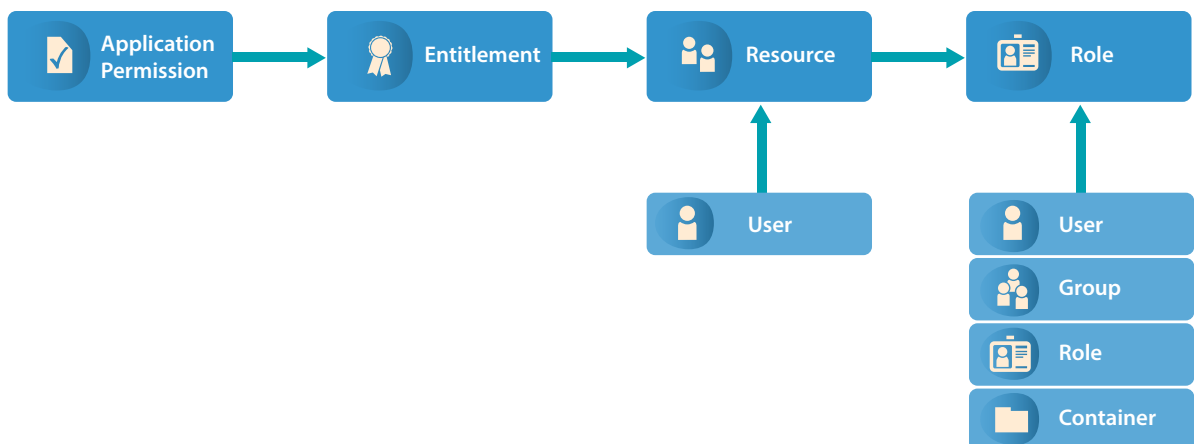 Application
Permission
Entitlement
Resource
Role
User
User
Group
Role
Container